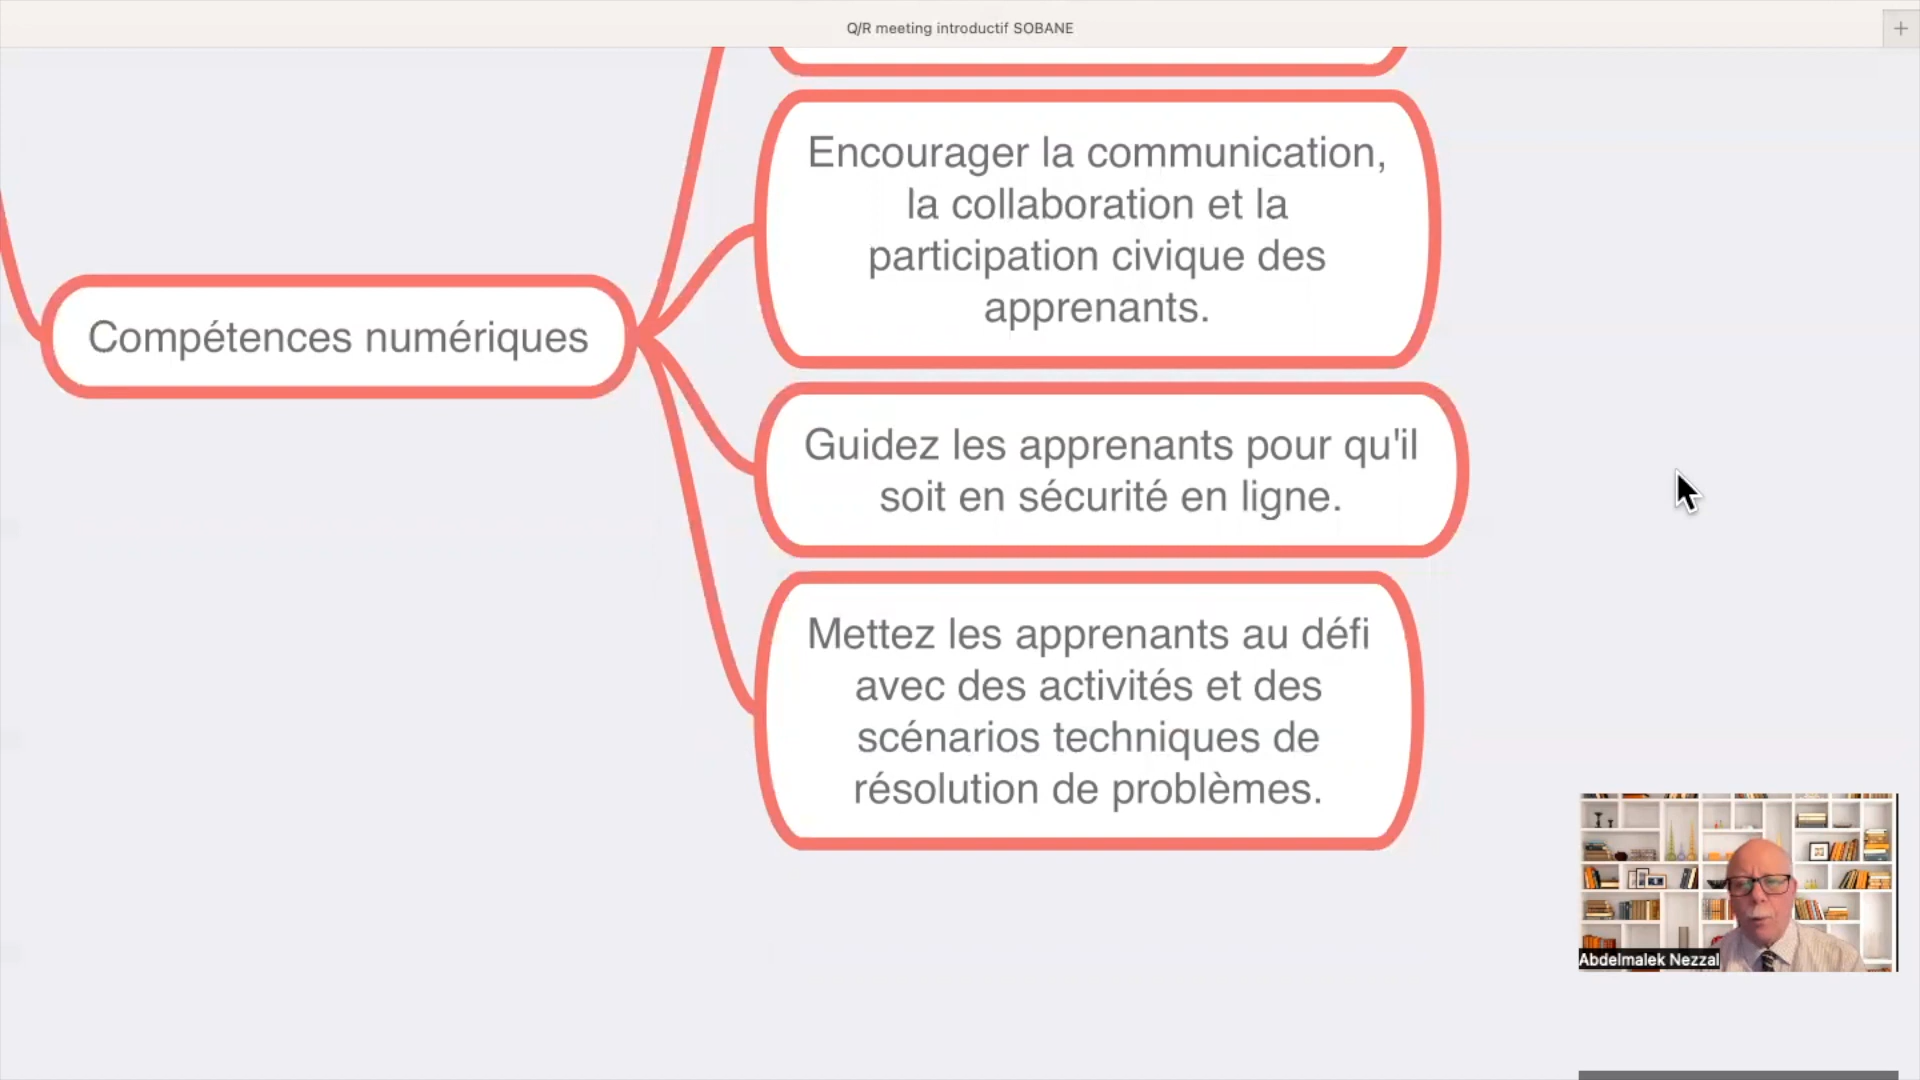 Q/R meeting introductif SOBANE
Encourager la communication,
la collaboration et la
participation civique des
apprenants.
Compétences numériques
Guidez les apprenants pour qu'il
soit en sécurité en ligne.
Mettez les apprenants au défi
avec des activités et des
scénarios techniques de
résolution de problèmes.
Abdelmalek Nezzal